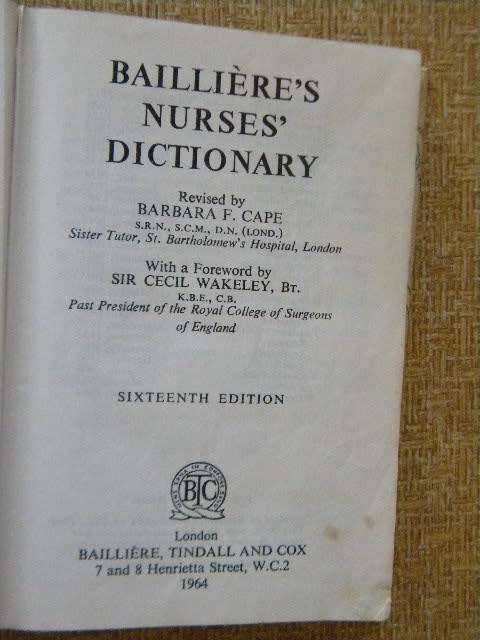 BAILLIÈRE'S
NURSES'
DICTIONARY
Revised by
BARBARA F. CAPE
S.R.N., S.C.M., D.N. (LOND.)
Sister Tutor, St. Bartholomew's Hospital, London
With a Foreword by
SIR CECIL WAKELEY, BT.
K.B.E., C.B.
Past President of the Royal College of Surgeons
of England
SIXTEENTH EDITION
BTC
London
BAILLIÈRE, TINDALL AND COX
7 and 8 Henrietta Street, W.C.2
1964